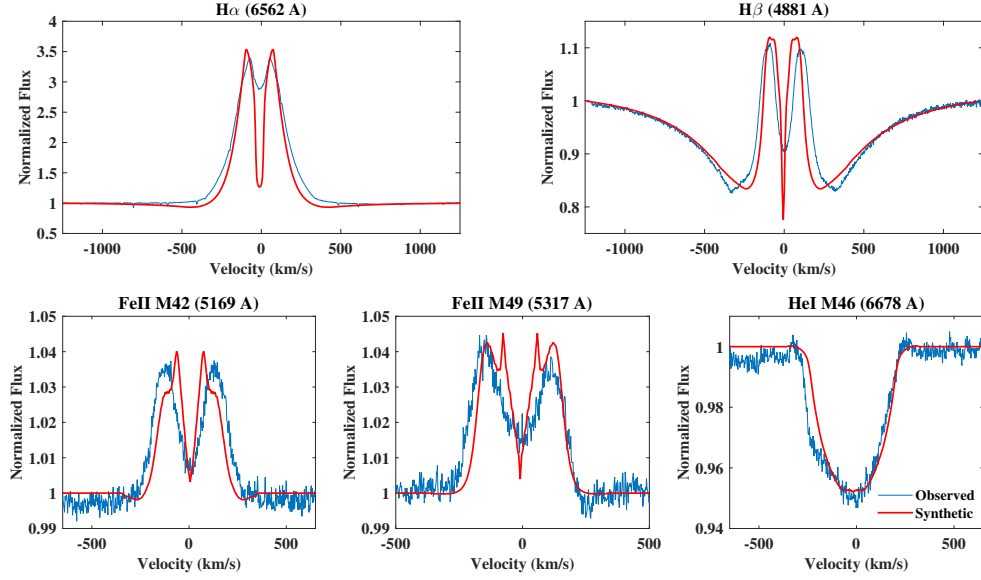 Hα (6562 A)
Normalized Flux
4
3.5
3
2.5
2
1.5
1
0.5
-1000 -500 0 500 1000
Velocity (km/s)
Hβ (4881 A)
Normalized Flux
1.1
1
0.9
0.8
-1000 -500 0 500 1000
Velocity (km/s)
FeII M42 (5169 A)
Normalized Flux
1.05
1.04
1.03
1.02
1.01
1
0.99
-500 0 500
Velocity (km/s)
FeII M49 (5317 A)
Normalized Flux
1.05
1.04
1.03
1.02
1.01
1
0.99
-500 0 500
Velocity (km/s)
HeI M46 (6678 A)
Normalized Flux
1
0.98
0.96
0.94
Observed
Synthetic
-500 0 500
Velocity (km/s)